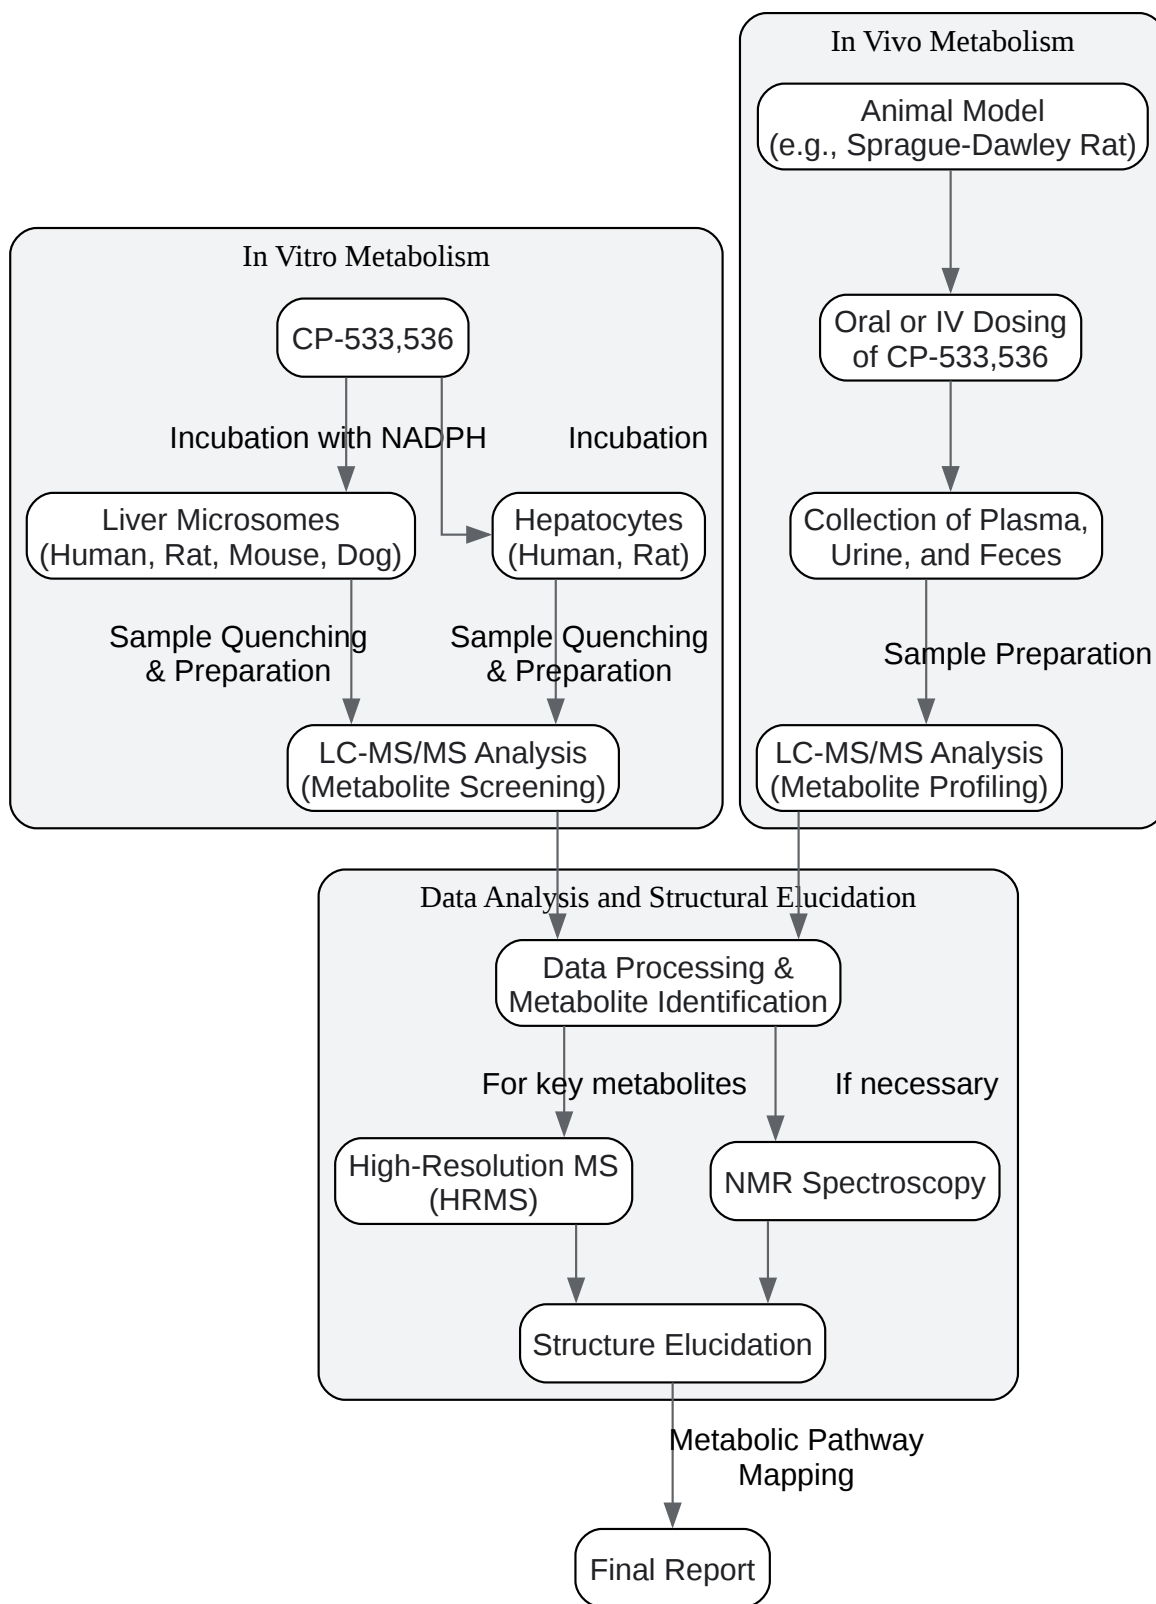 In Vivo Metabolism
Animal Model
(e.g., Sprague-Dawley Rat)
Oral or IV Dosing
of CP-533,536
Collection of Plasma,
Urine, and Feces
Sample Preparation
LC-MS/MS Analysis
(Metabolite Profiling)
In Vitro Metabolism
CP-533,536
Incubation with NADPH
Incubation
Liver Microsomes
(Human, Rat, Mouse, Dog)
Hepatocytes
(Human, Rat)
Sample Quenching
& Preparation
Sample Quenching
& Preparation
LC-MS/MS Analysis
(Metabolite Screening)
Data Analysis and Structural Elucidation
Data Processing &
Metabolite Identification
For key metabolites
If necessary
High-Resolution MS
(HRMS)
NMR Spectroscopy
Structure Elucidation
Metabolic Pathway
Mapping
Final Report